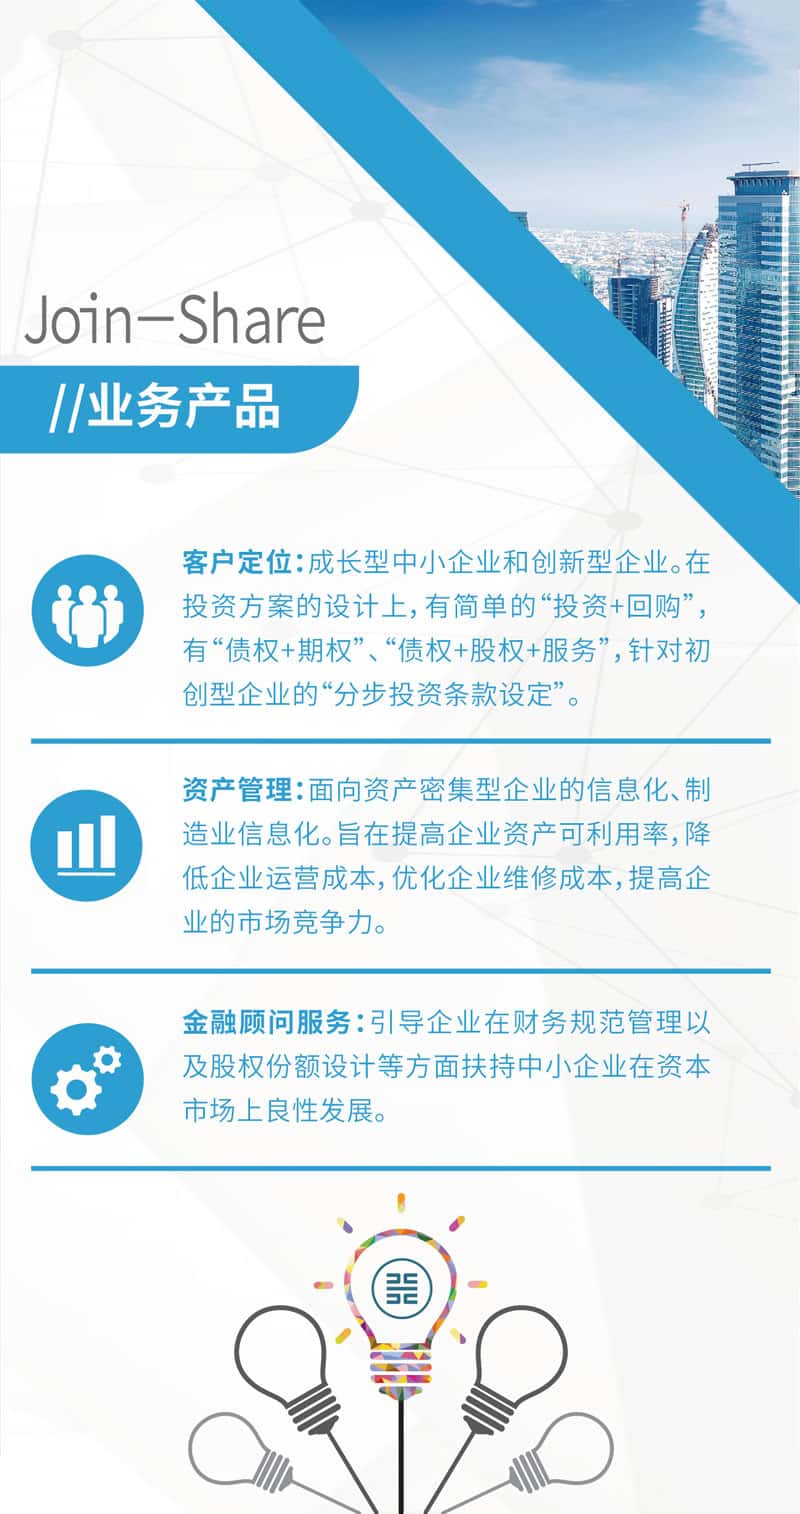 Join-Share
//业务产品
客户定位：成长型中小企业和创新型企业。在
投资方案的设计上，有简单的“投资+回购”，
有“债权+期权”、“债权+股权+服务”，针对初
创型企业的“分步投资条款设定”。
资产管理：面向资产密集型企业的信息化、制
造业信息化。旨在提高企业资产可利用率，降
低企业运营成本，优化企业维修成本，提高企
业的市场竞争力。
金融顾问服务：引导企业在财务规范管理以
及股权份额设计等方面扶持中小企业在资本
市场上良性发展。